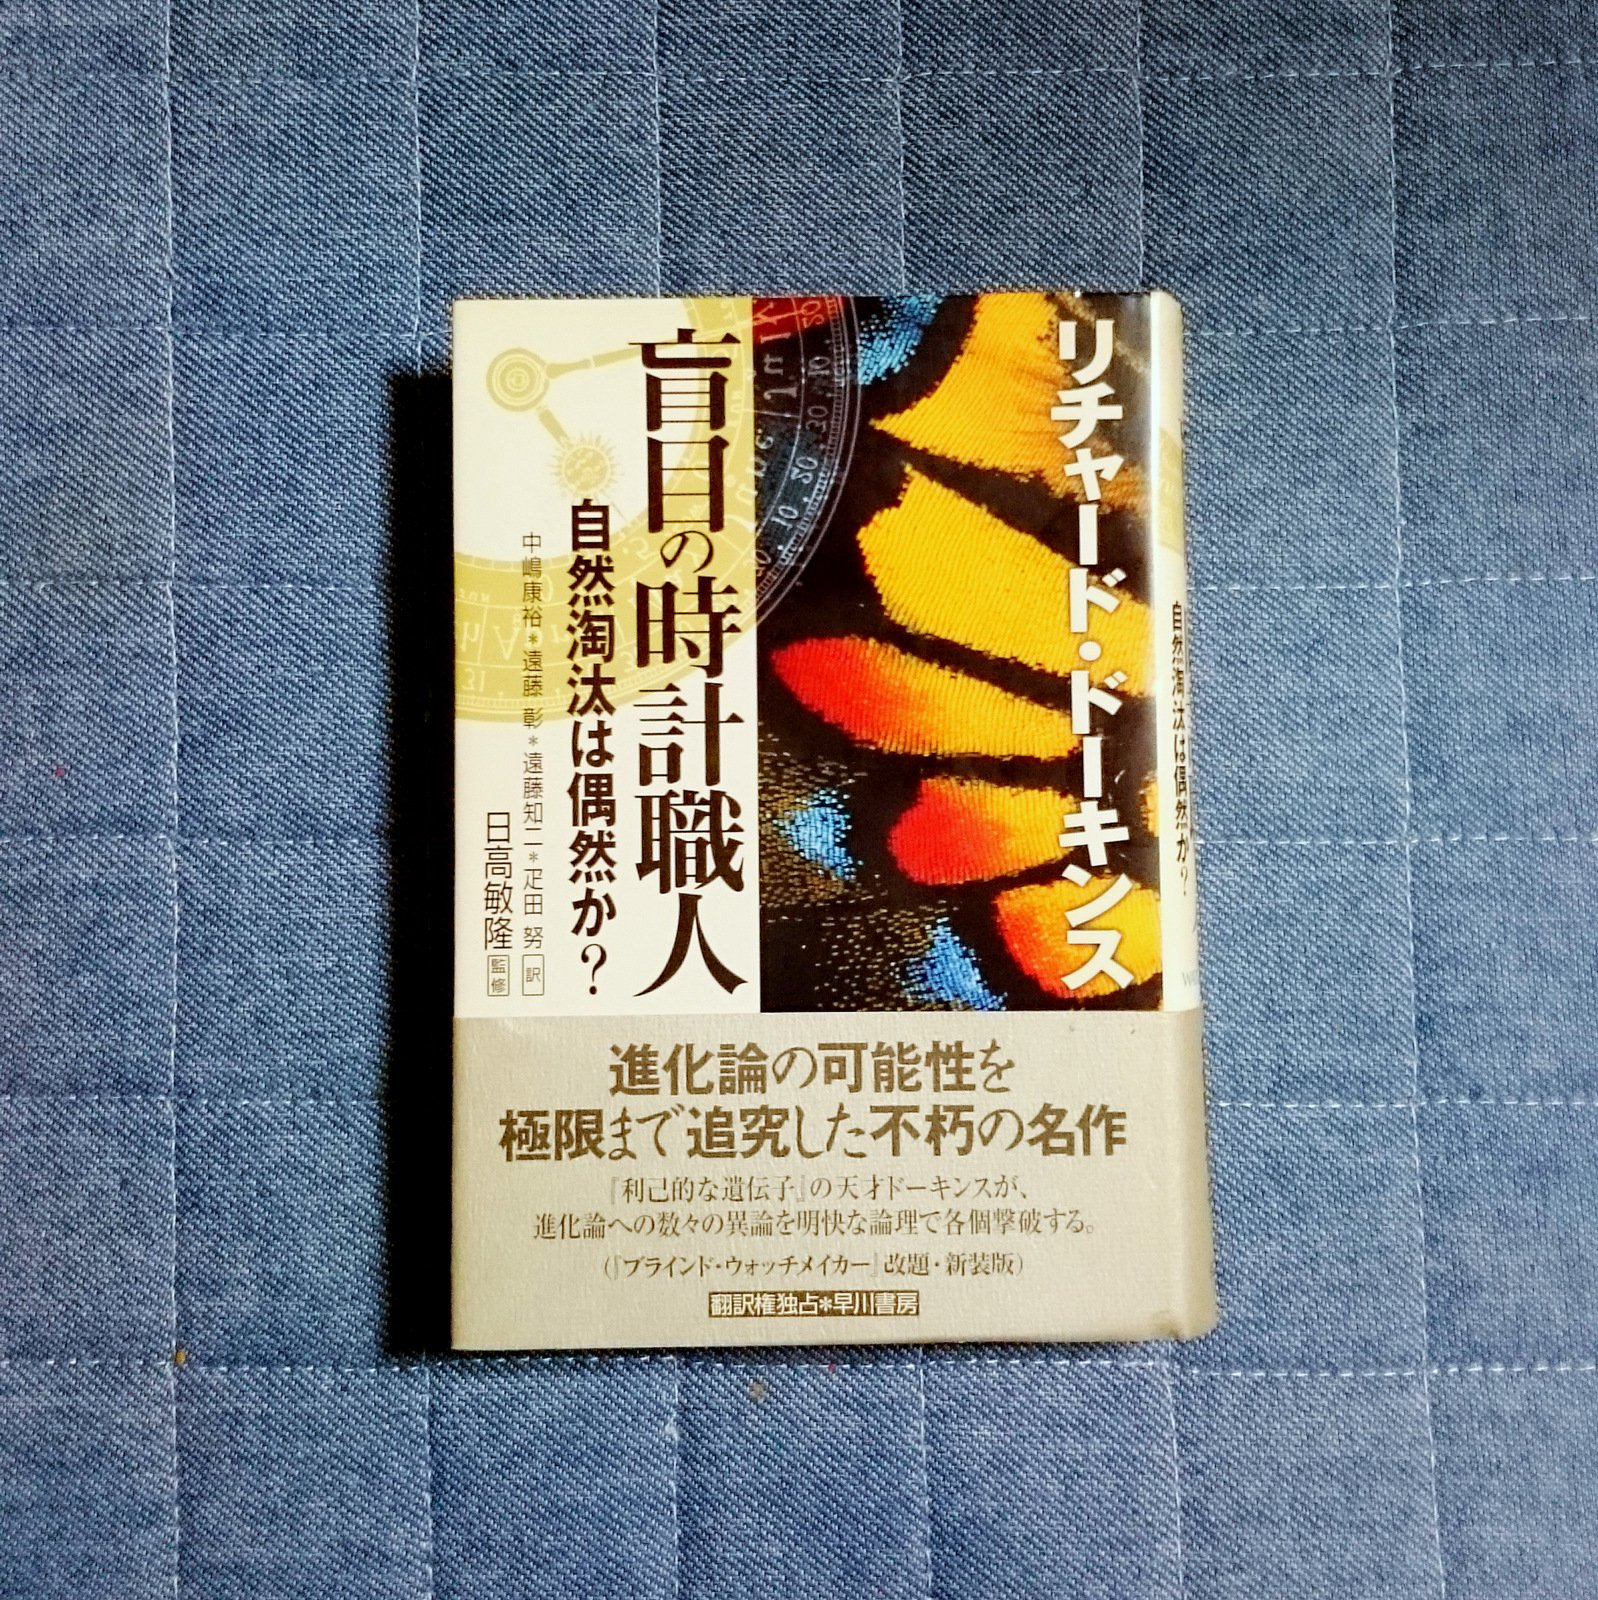 リチャード・ドーキンス
盲目の時計職人
自然淘汰は偶然か?
中嶋康裕*遠藤 彰*遠藤知二*疋田 努 訳
日高敏隆 監修
進化論の可能性を
極限まで追究した不朽の名作
『利己的な遺伝子』の天才ドーキンスが、
進化論への数々の異論を明快な論理で各個撃破する。
(『ブラインド・ウォッチメイカー』改題・新装版)
翻訳権独占*早川書房
自然淘汰は偶然か?